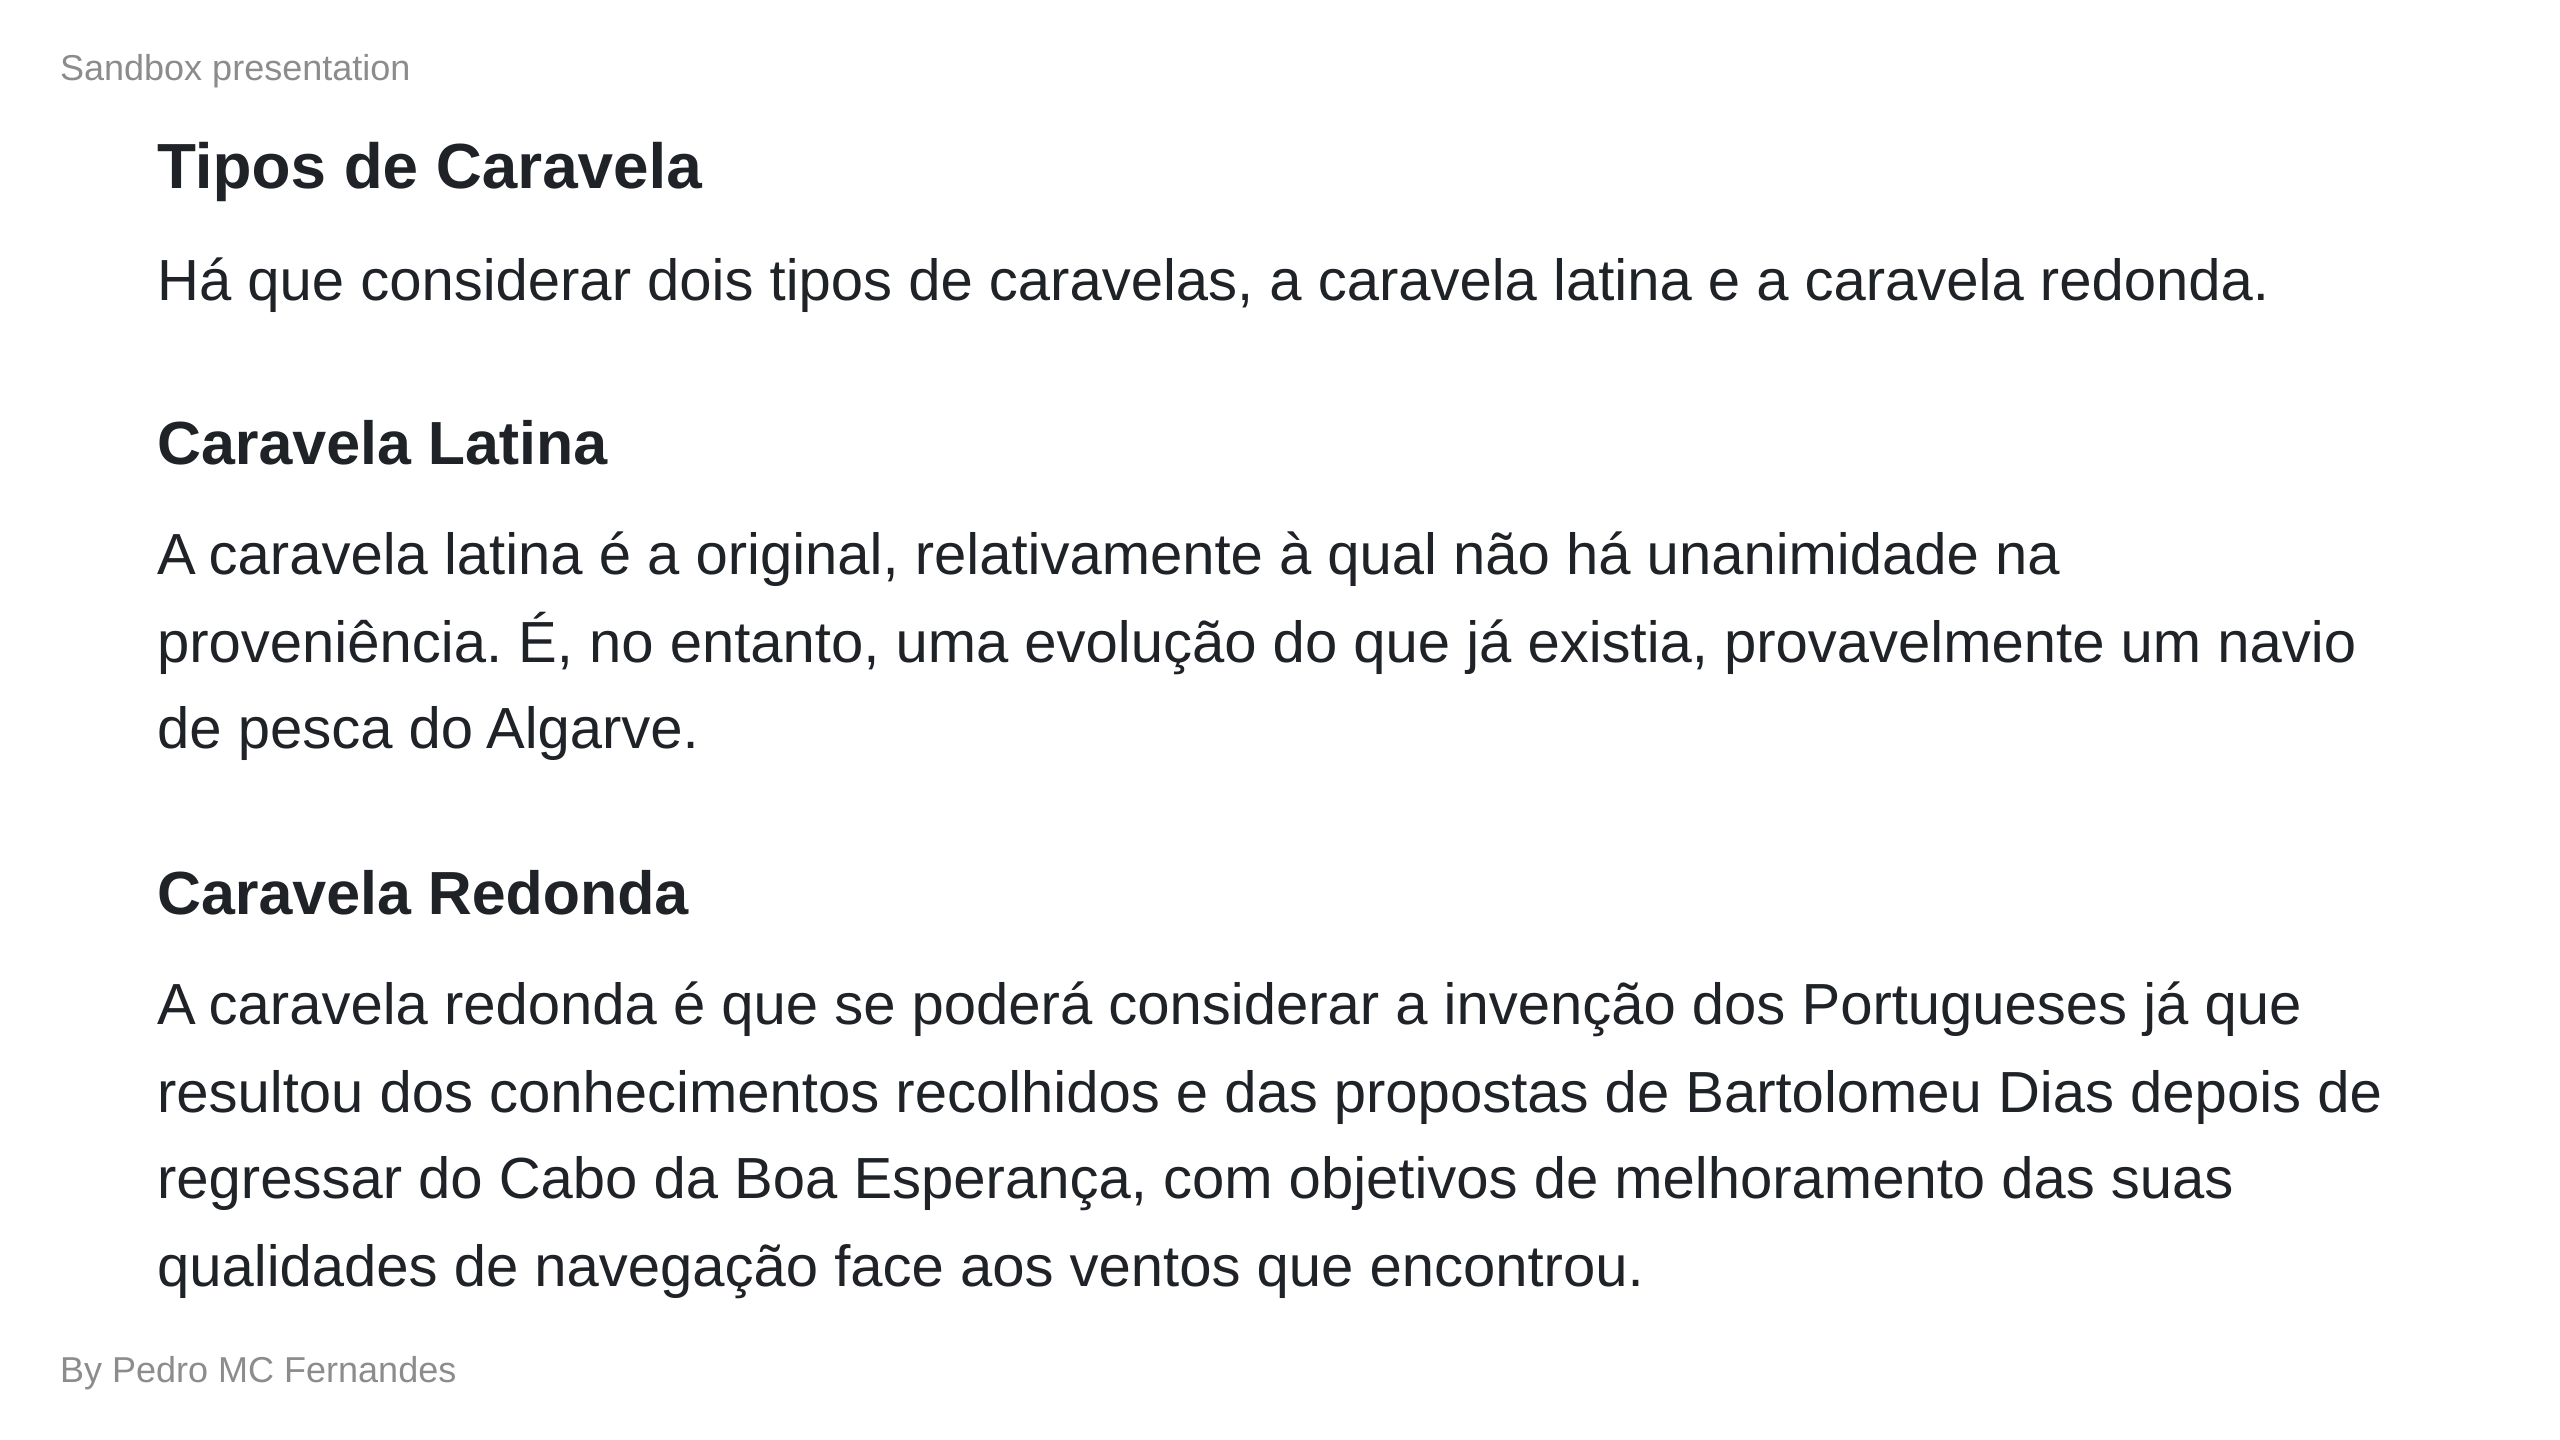 Sandbox presentation
Tipos de Caravela
Há que considerar dois tipos de caravelas, a caravela latina e a caravela redonda.
Caravela Latina
A caravela latina é a original, relativamente à qual não há unanimidade na
proveniência. É, no entanto, uma evolução do que já existia, provavelmente um navio
de pesca do Algarve.
Caravela Redonda
A caravela redonda é que se poderá considerar a invenção dos Portugueses já que
resultou dos conhecimentos recolhidos e das propostas de Bartolomeu Dias depois de
regressar do Cabo da Boa Esperança, com objetivos de melhoramento das suas
qualidades de navegação face aos ventos que encontrou.
By Pedro MC Fernandes